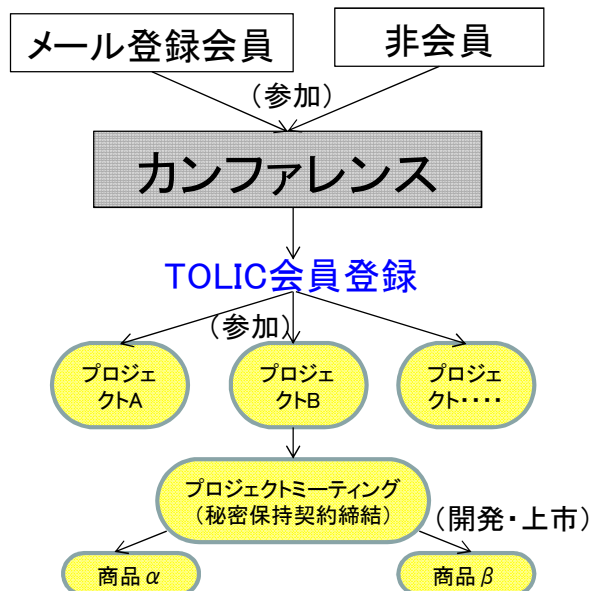 メール登録会員
非会員
（参加）
カンファレンス
TOLIC会員登録
（参加）
プロジェ
クトA
プロジェ
クトB
プロジェ
クト・・・・
プロジェクトミーティング
（秘密保持契約締結）
（開発・上市）
商品α
商品β